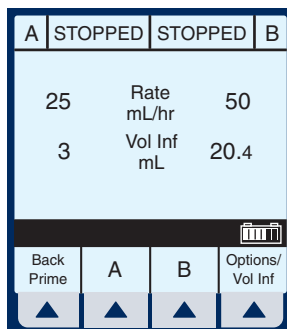 A STOPPED STOPPED B
25 Rate mL/hr 50
3 Vol Inf mL 20.4
Back Prime A B Options/ Vol Inf